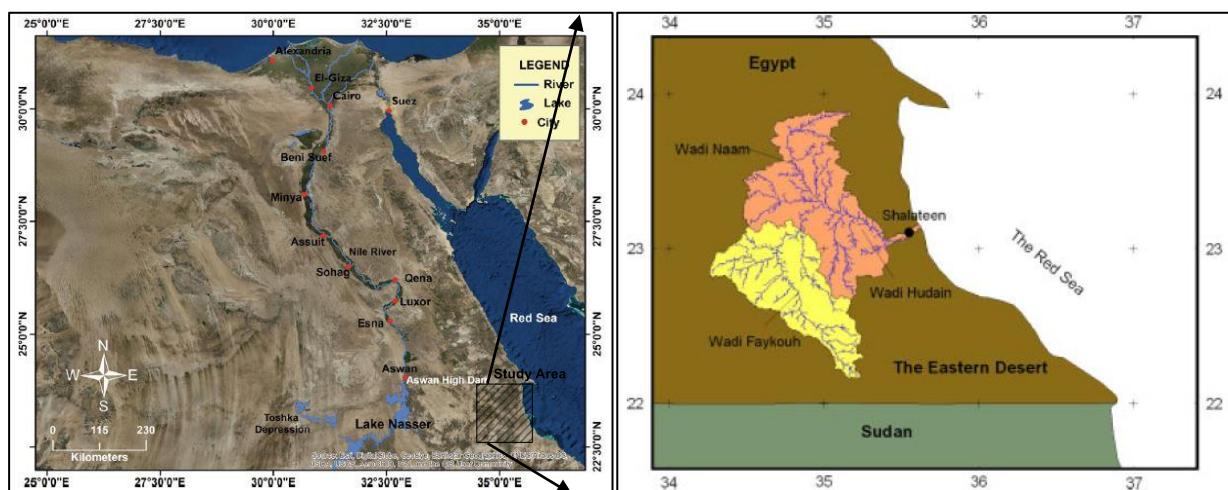 25°0'0"E 27°30'0"E 30°0'0"E 32°30'0"E 35°0'0"E
30°0'0"N
27°30'0"N
25°0'0"N
Alexandria
El-Giza
Cairo
Suez
Beni Suef
Minya
Assuit
Nile River
Sohag
Qena
Luxor
Esna
Red Sea
Aswan
Aswan High Dam
Study Area
Toshka
Depression
Lake Nasser
LEGEND
River
Lake
City
N
W E
S
0 115 230
Kilometers
30°0'0"N
27°30'0"N
25°0'0"N
22°30'0"N
25°0'0"E 27°30'0"E 30°0'0"E 32°30'0"E 35°0'0"E
34 35 36 37
24
23
22
Egypt
Wadi Naam
Shalateen
The Red Sea
Wadi Hudain
Wadi Faykouh
The Eastern Desert
Sudan
24
23
22
34 35 36 37